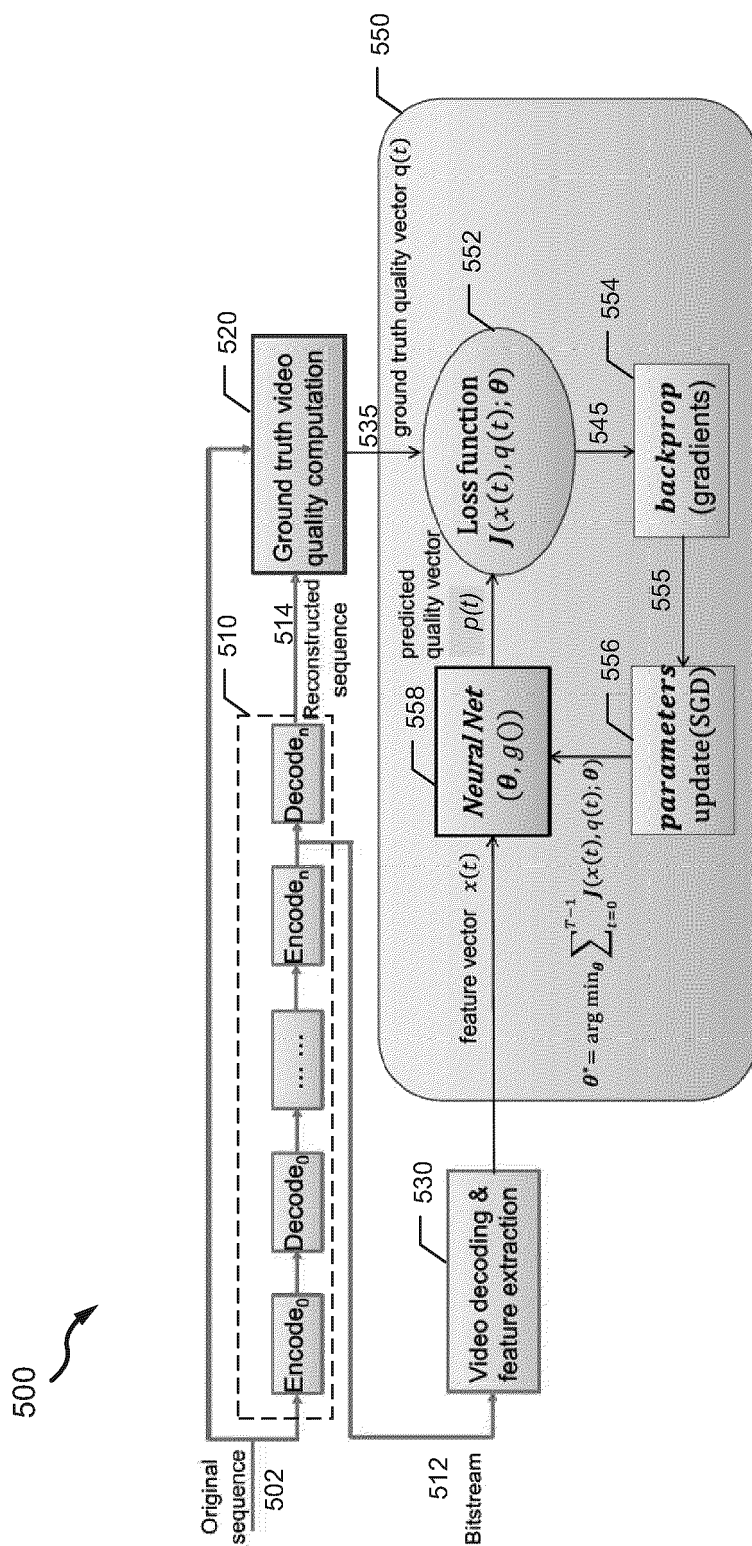 500
Original
sequence
502
Encode0
Decode0
... ...
Encoden
Decoden
510
514
Reconstructed
sequence
520
Ground truth video
quality computation
512
Bitstream
530
Video decoding &
feature extraction
535
ground truth quality vector q(t)
550
feature vector x(t)
558
Neural Net
(θ, g())
predicted
quality vector
p(t)
552
Loss function
J(x(t), q(t); θ)
545
554
backprop
(gradients)
555
556
parameters
update(SGD)
θ* = arg minθ ∑t=0T−1 J(x(t), q(t); θ)